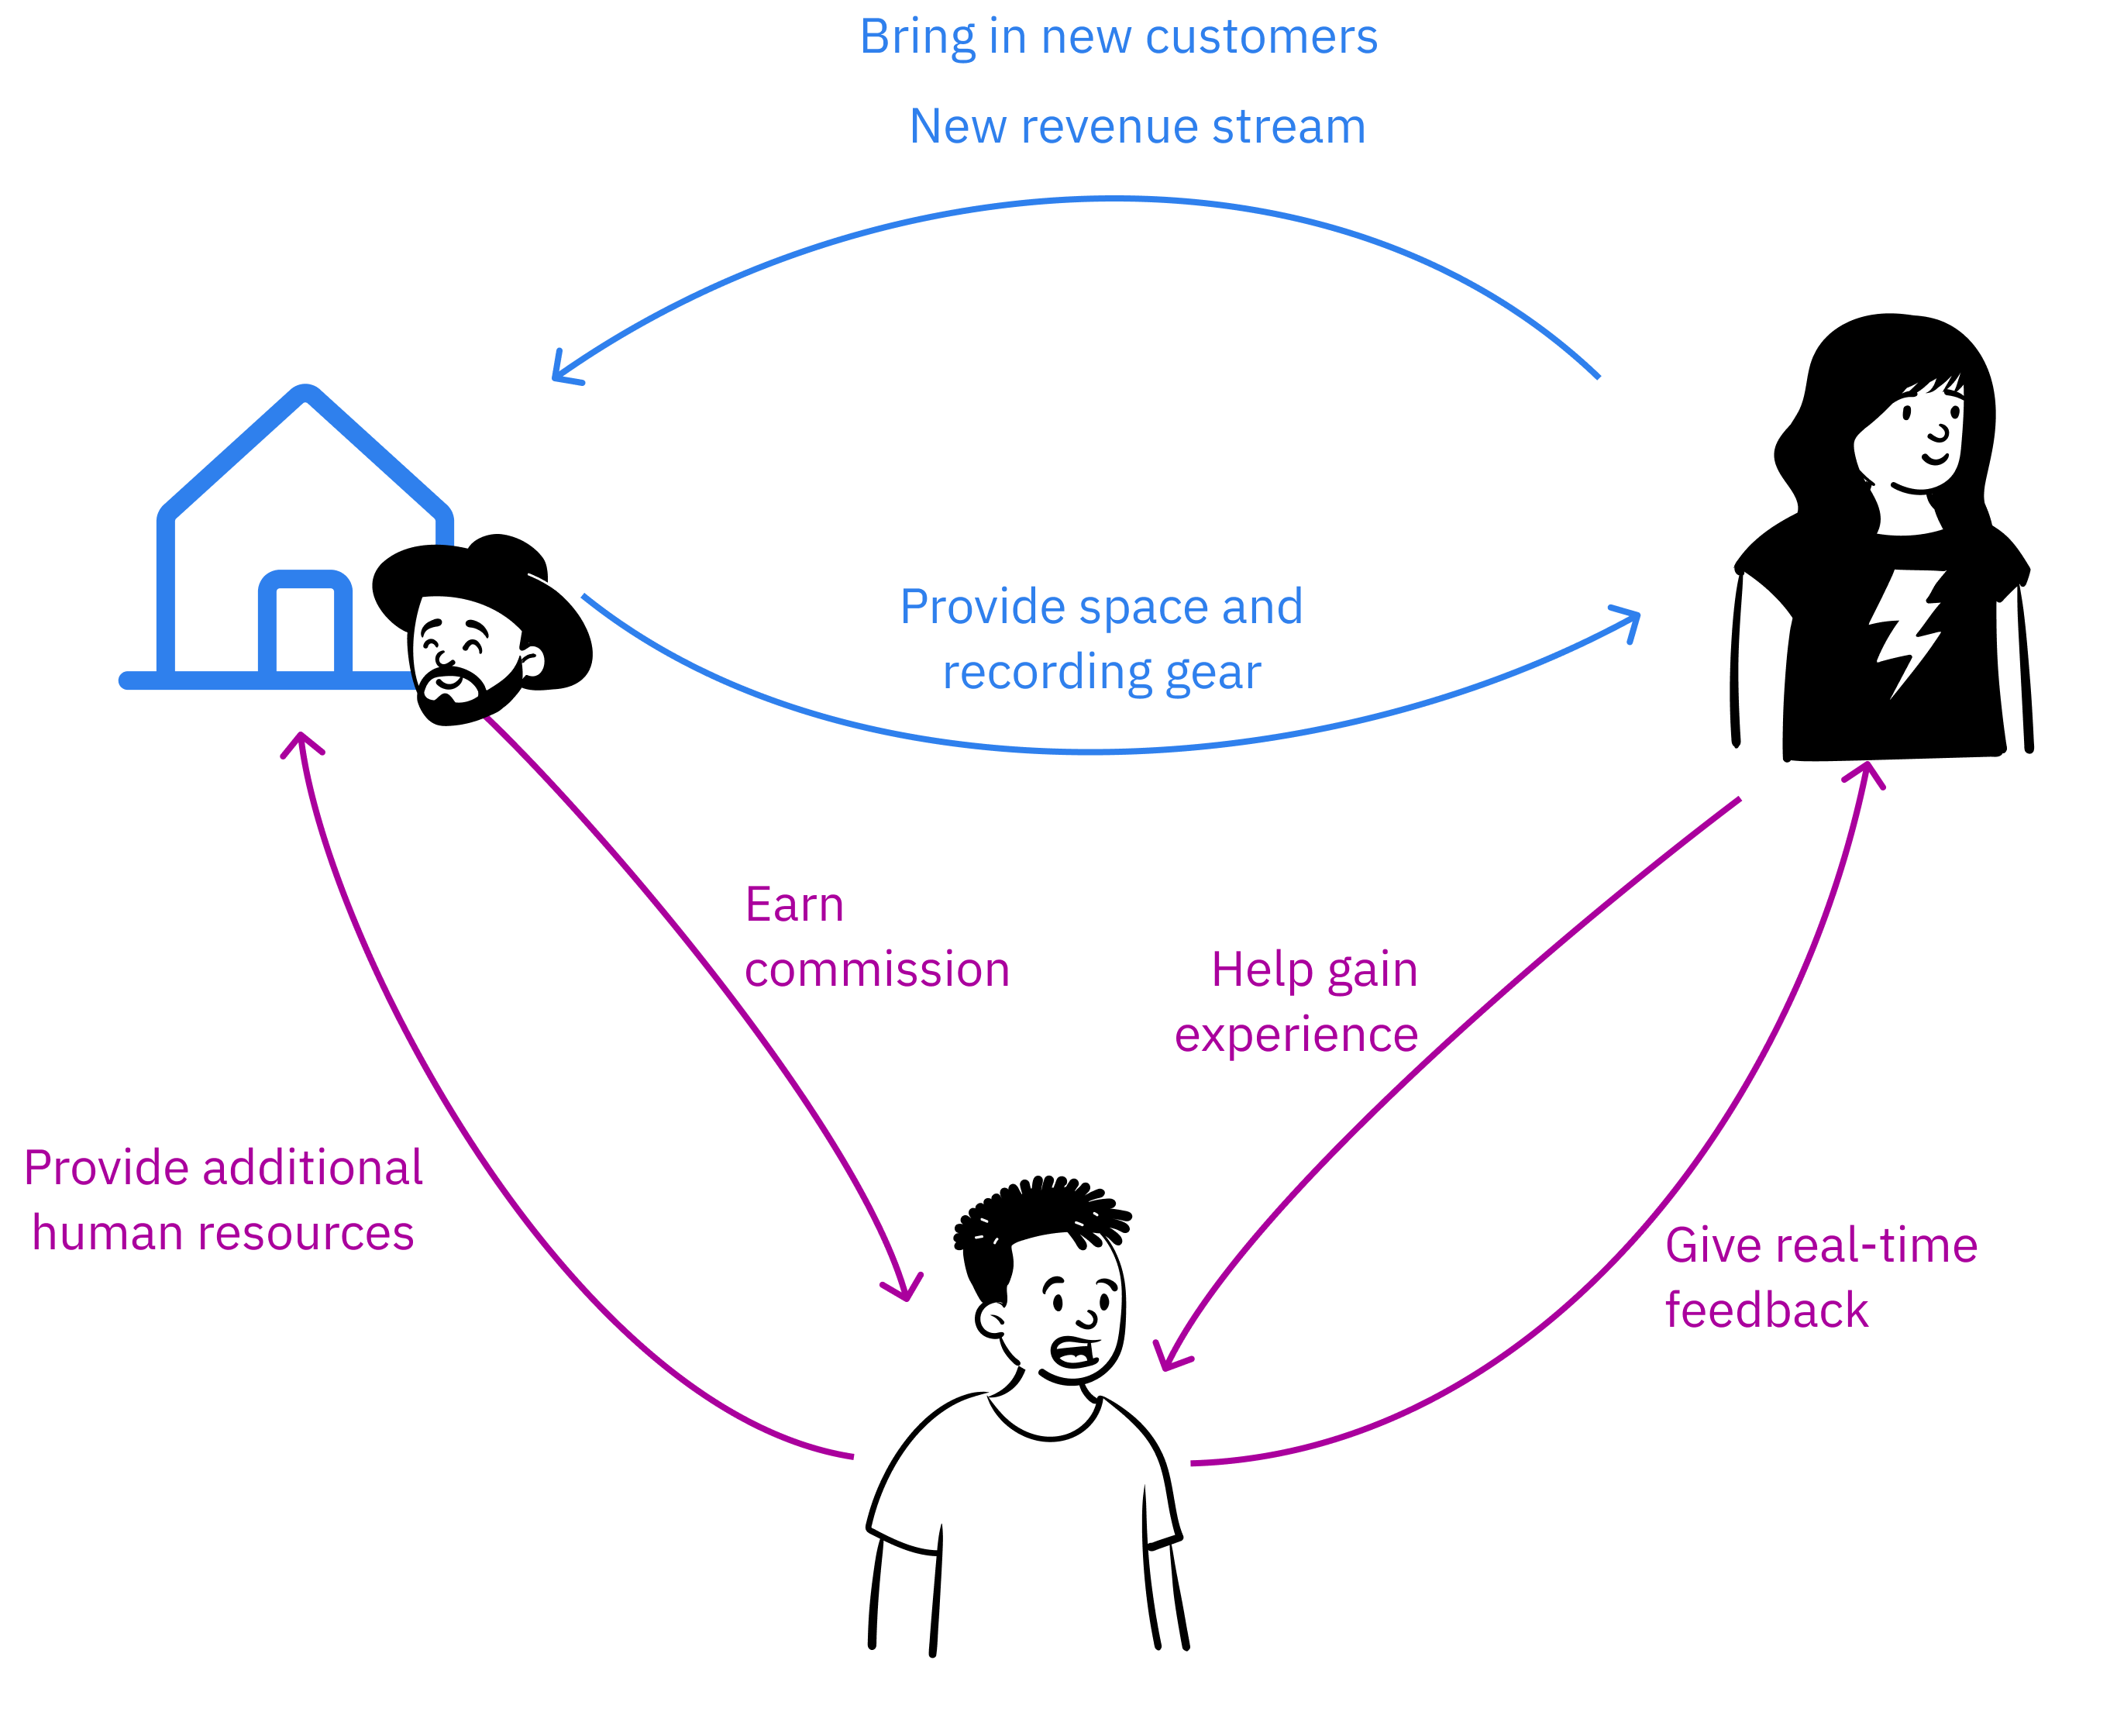 Bring in new customers
New revenue stream
Provide space and
recording gear
Earn
commission
Help gain
experience
Provide additional
human resources
Give real-time
feedback